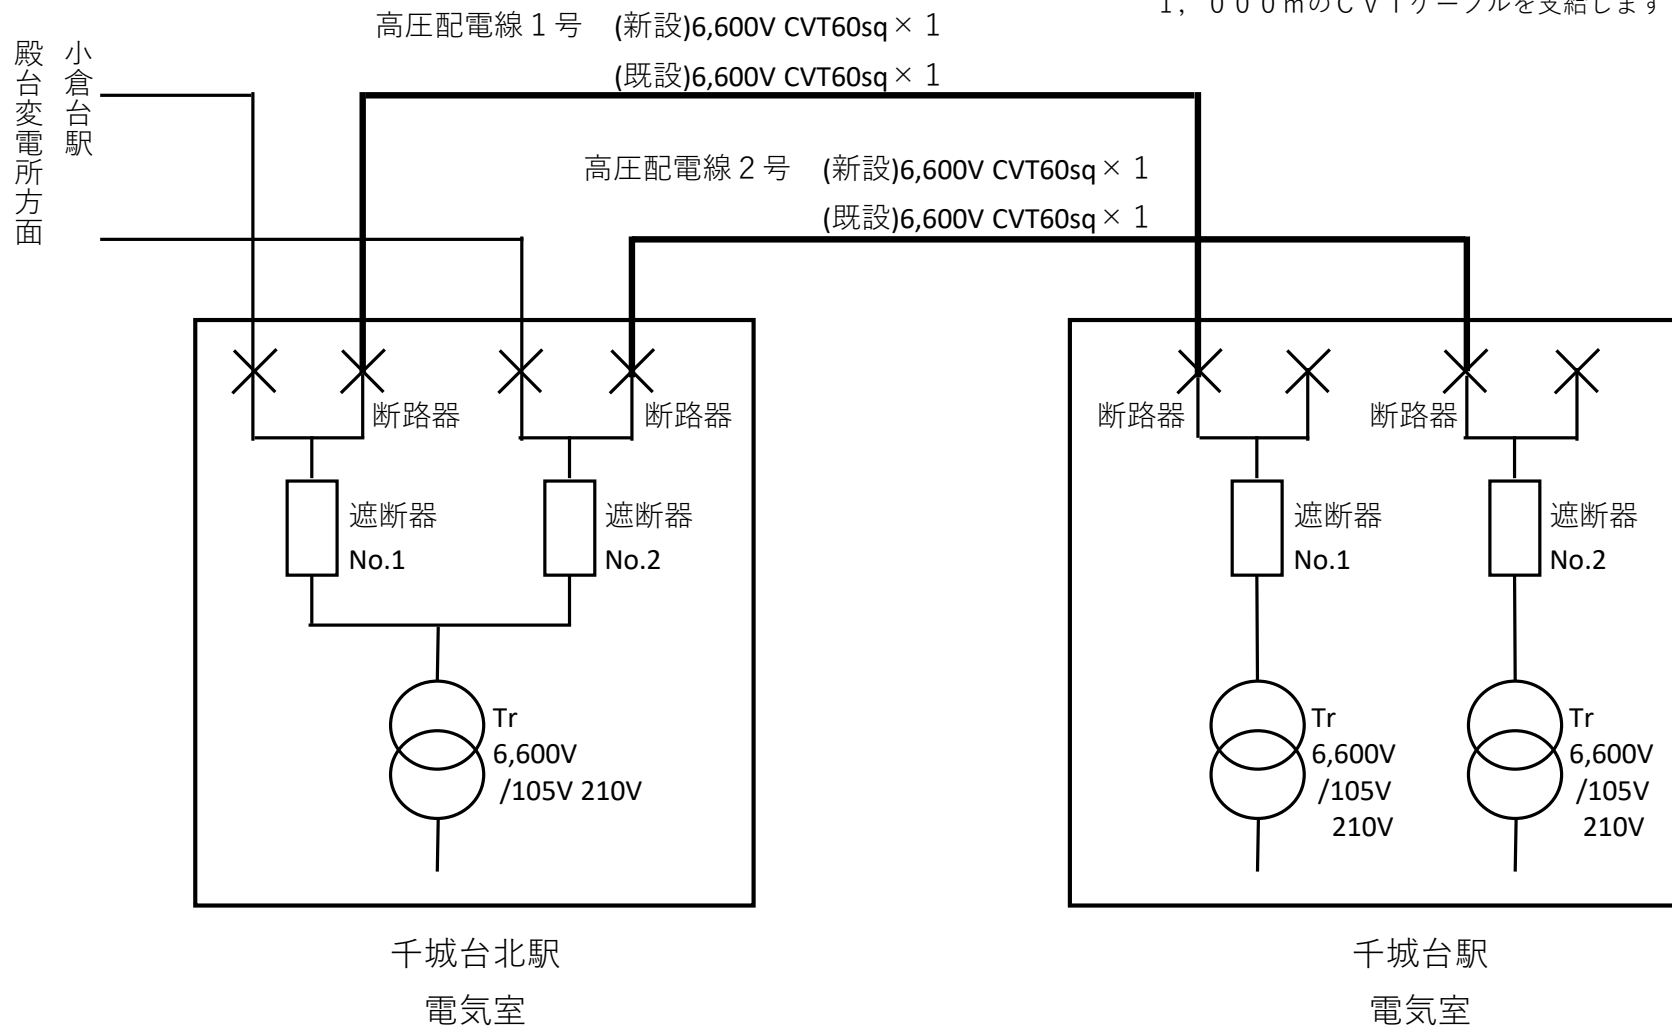 １，０００ｍのＣＶＴケーブルを支給します
高圧配電線１号 (新設)6,600V CVT60sq×１
(既設)6,600V CVT60sq×１
小倉台駅
殿台変電所方面
高圧配電線２号 (新設)6,600V CVT60sq×１
(既設)6,600V CVT60sq×１
断路器
断路器
断路器
断路器
遮断器
No.1
遮断器
No.2
遮断器
No.1
遮断器
No.2
Tr
6,600V
/105V 210V
Tr
6,600V
/105V
210V
Tr
6,600V
/105V
210V
千城台北駅
電気室
千城台駅
電気室